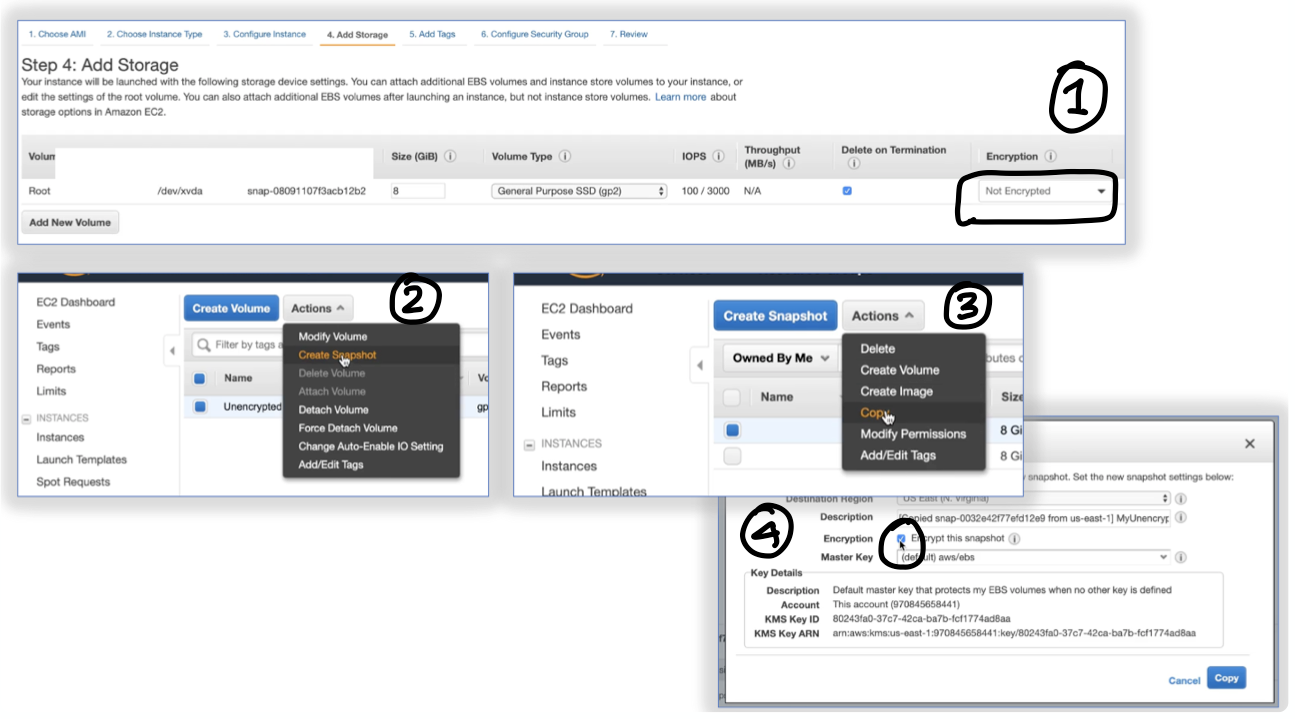 1. Choose AMI 2. Choose Instance Type 3. Configure Instance 4. Add Storage 5. Add Tags 6. Configure Security Group 7. Review
Step 4: Add Storage
Your instance will be launched with the following storage device settings. You can attach additional EBS volumes and instance store volumes to your instance, or
edit the settings of the root volume. You can also attach additional EBS volumes after launching an instance, but not instance store volumes. Learn more about
storage options in Amazon EC2.
1
Size (GiB) Volume Type IOPS Throughput (MB/s) Delete on Termination Encryption
Root /dev/xvda snap-08091107f3acb12b2 8 General Purpose SSD (gp2) 100 / 3000 N/A Not Encrypted
Add New Volume
2
EC2 Dashboard
Events
Tags
Reports
Limits
INSTANCES
Instances
Launch Templates
Spot Requests
Create Volume Actions
Filter by tags
Name
Unencrypted
Modify Volume
Create Snapshot
Delete Volume
Attach Volume
Detach Volume
Force Detach Volume
Change Auto-Enable IO Setting
Add/Edit Tags
3
EC2 Dashboard
Events
Tags
Reports
Limits
INSTANCES
Instances
Launch Templates
Create Snapshot Actions
Owned By Me
Name Size
8 Gi
8 Gi
Delete
Create Volume
Create Image
Copy
Modify Permissions
Add/Edit Tags
4
snapshot. Set the new snapshot settings below:
Destination Region US East (N. Virginia)
Description [Copied snap-0032e42f77efd12e9 from us-east-1] MyUnencryp
Encryption Encrypt this snapshot
Master Key (default) aws/ebs
Key Details
Description Default master key that protects my EBS volumes when no other key is defined
Account This account (970845658441)
KMS Key ID 80243fa0-37c7-42ca-ba7b-fcf1774ad8aa
KMS Key ARN arn:aws:kms:us-east-1:970845658441:key/80243fa0-37c7-42ca-ba7b-fcf1774ad8aa
Cancel Copy